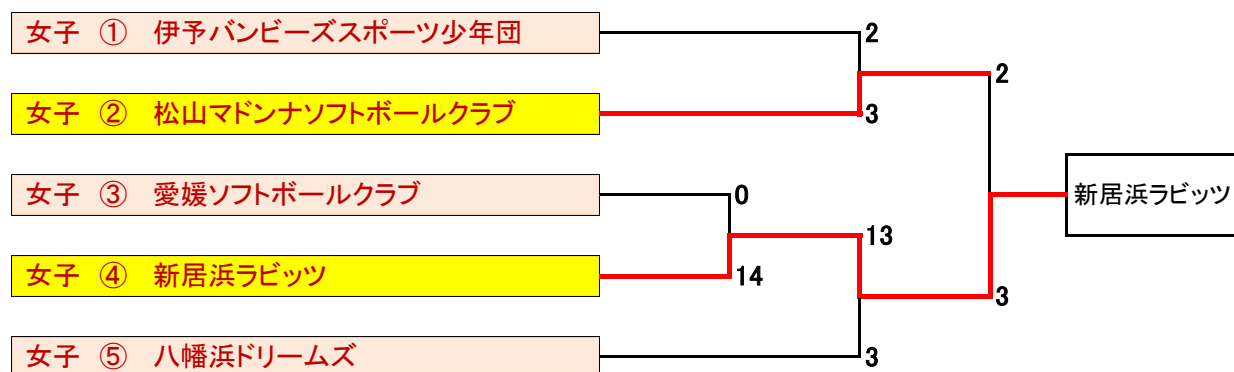 女子 ① 伊予バンビーズスポーツ少年団
2
2
女子 ② 松山マドンナソフトボールクラブ
3
女子 ③ 愛媛ソフトボールクラブ
0
新居浜ラビッツ
13
女子 ④ 新居浜ラビッツ
14
3
女子 ⑤ 八幡浜ドリームズ
3